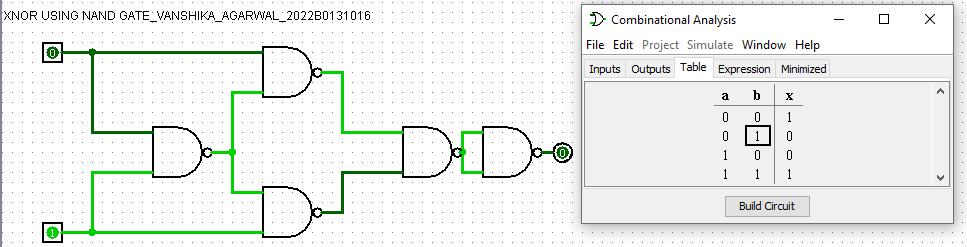 XNOR USING NAND GATE_VANSHIKA_AGARWAL_2022B0131016
0
1
0
Combinational Analysis
File Edit Project Simulate Window Help
Inputs Outputs Table Expression Minimized
a b x
0 0 1
0 1 0
1 0 0
1 1 1
Build Circuit